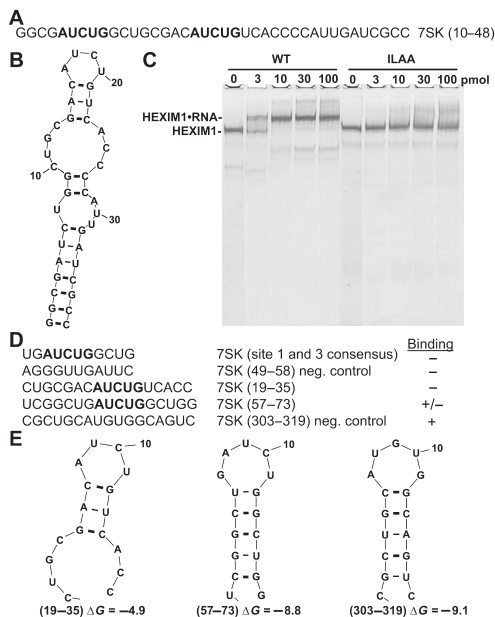 A GGCGAUCUGGCUGCGACAUCUGUCACCCCAUUGAUCGCC 7SK (10–48)
B
C
WT ILAA
0 3 10 30 100 0 3 10 30 100 pmol
HEXIM1•RNA-
HEXIM1-
10
20
30
D
Binding
UGAUCUGGCUG 7SK (site 1 and 3 consensus) –
AGGGUUGAUUC 7SK (49–58) neg. control –
CUGCGACAUCUGUCACC 7SK (19–35) –
UCGGCUGAUCUGGCUGG 7SK (57–73) +/–
CGCUGCAUGUGGCAGUC 7SK (303–319) neg. control +
E
10
10
10
(19–35) ΔG = –4.9
(57–73) ΔG = –8.8
(303–319) ΔG = –9.1